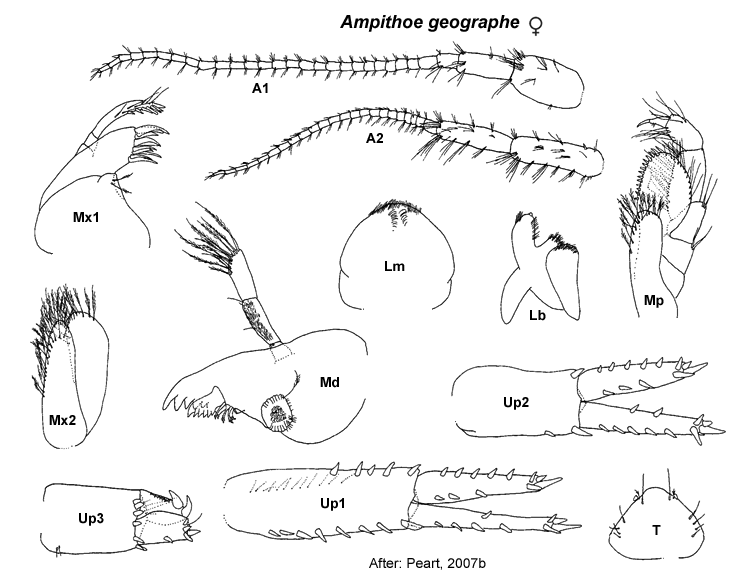 Ampithoe geographe ♀
A1
A2
Mx1
Lm
Lb
Mp
Md
Mx2
Up2
Up3
Up1
T
After: Peart, 2007b